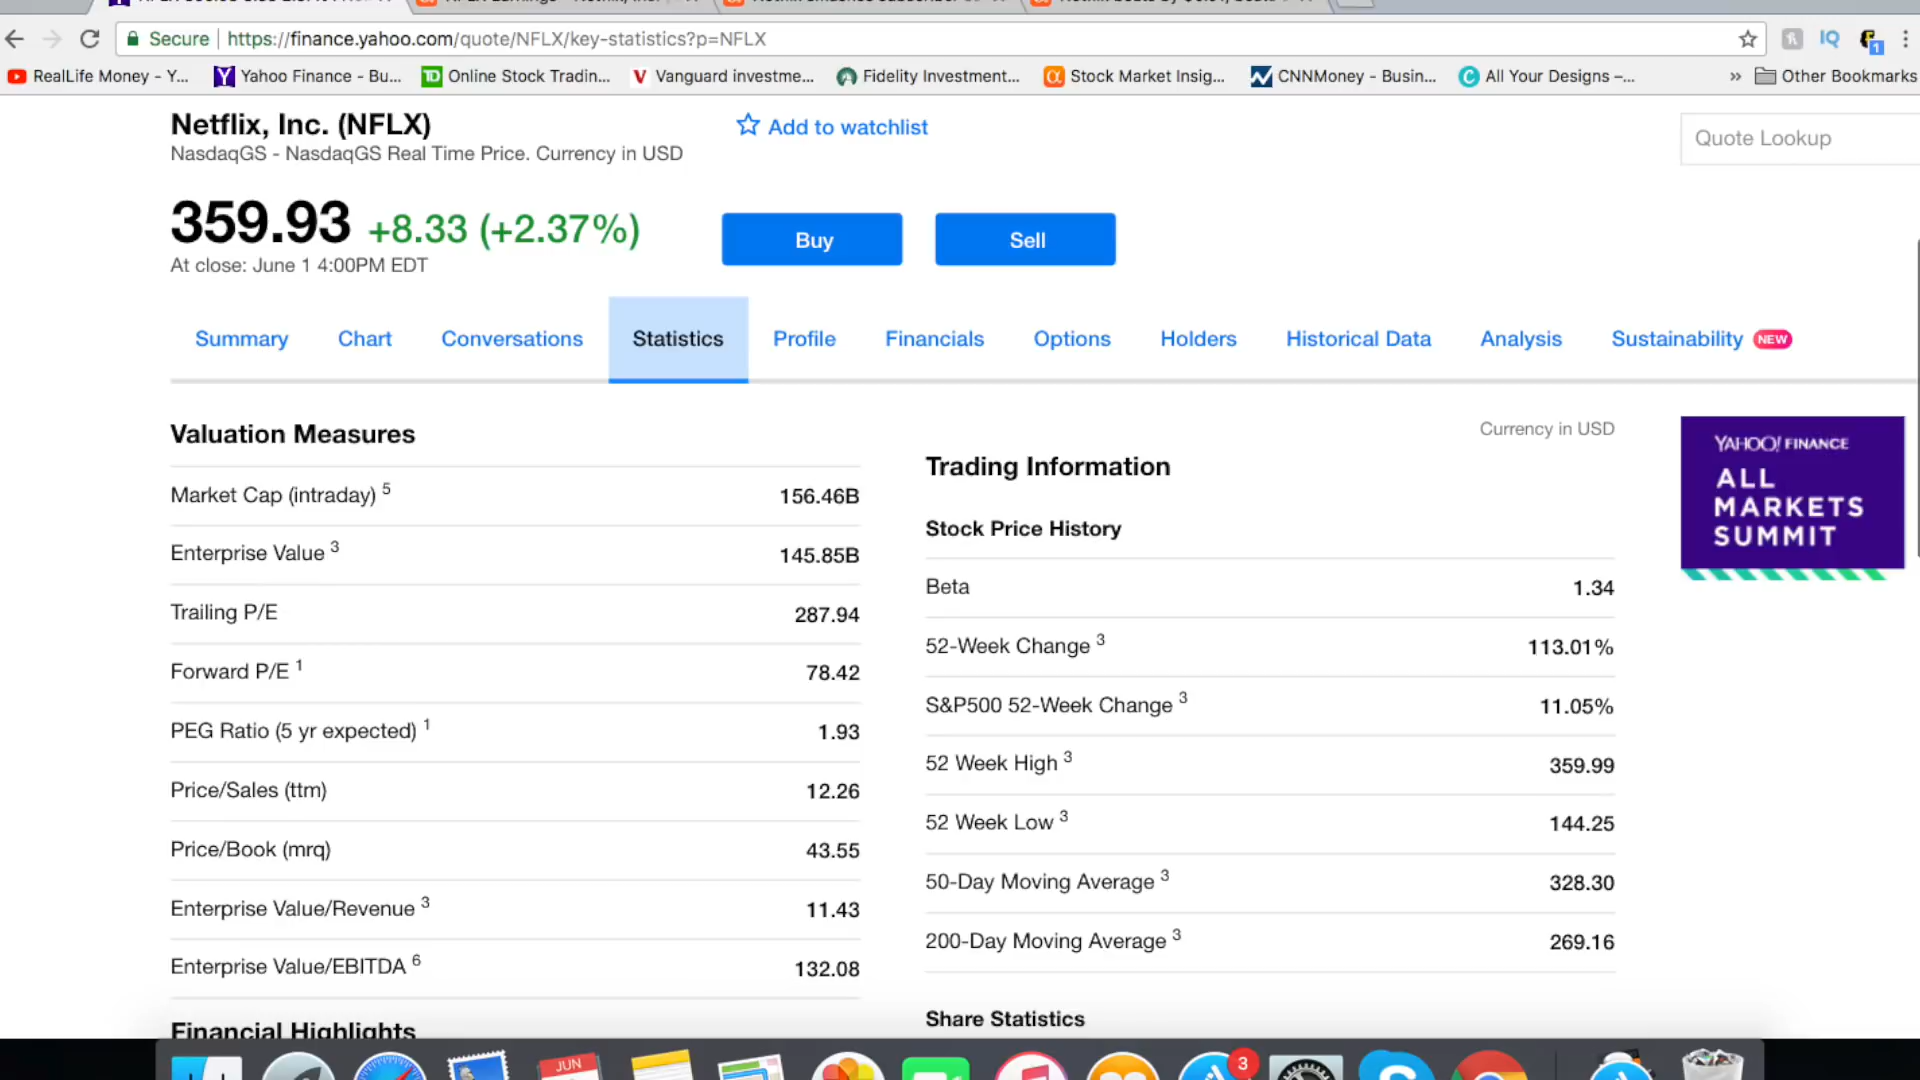 Secure https://finance.yahoo.com/quote/NFLX/key-statistics?p=NFLX
IQ
1
RealLife Money - Y... Yahoo Finance - Bu... Online Stock Tradin... Vanguard investme... Fidelity Investment... Stock Market Insig... CNNMoney - Busin... All Your Designs –... » Other Bookmarks
Netflix, Inc. (NFLX)
Add to watchlist
Quote Lookup
NasdaqGS - NasdaqGS Real Time Price. Currency in USD
359.93 +8.33 (+2.37%)
Buy Sell
At close: June 1 4:00PM EDT
Summary Chart Conversations Statistics Profile Financials Options Holders Historical Data Analysis Sustainability NEW
Currency in USD
Valuation Measures
Market Cap (intraday) 5 156.46B
Enterprise Value 3 145.85B
Trailing P/E 287.94
Forward P/E 1 78.42
PEG Ratio (5 yr expected) 1 1.93
Price/Sales (ttm) 12.26
Price/Book (mrq) 43.55
Enterprise Value/Revenue 3 11.43
Enterprise Value/EBITDA 6 132.08
Financial Highlights
Trading Information
Stock Price History
Beta 1.34
52-Week Change 3 113.01%
S&P500 52-Week Change 3 11.05%
52 Week High 3 359.99
52 Week Low 3 144.25
50-Day Moving Average 3 328.30
200-Day Moving Average 3 269.16
Share Statistics
YAHOO! FINANCE
ALL
MARKETS
SUMMIT
JUN
3